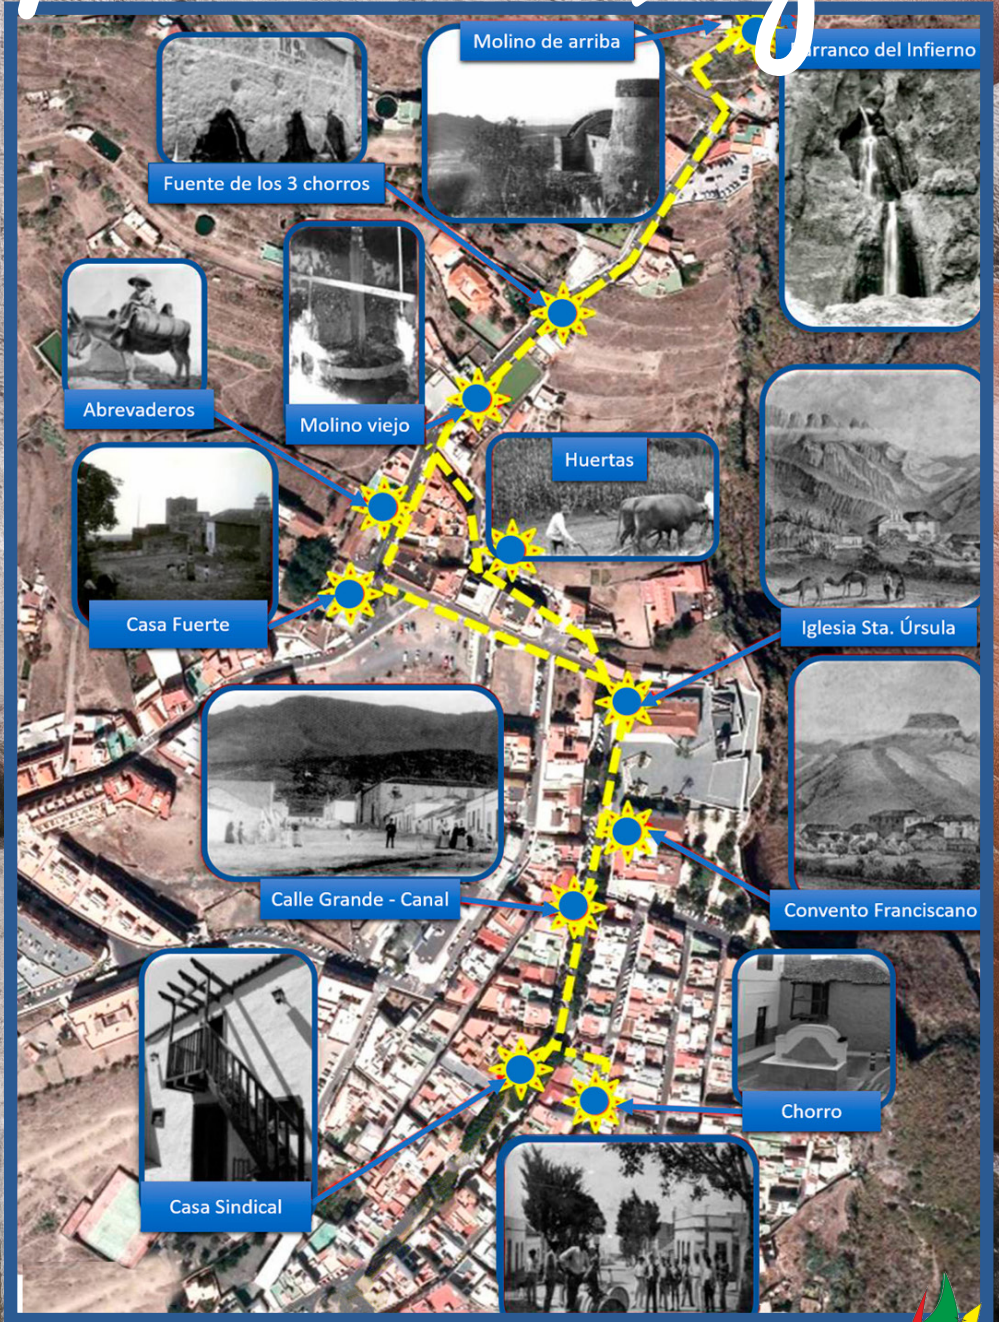 Molino de arriba
Barranco del Infierno
Fuente de los 3 chorros
Abrevaderos
Molino viejo
Huertas
Casa Fuerte
Iglesia Sta. Úrsula
Calle Grande - Canal
Convento Franciscano
Chorro
Casa Sindical